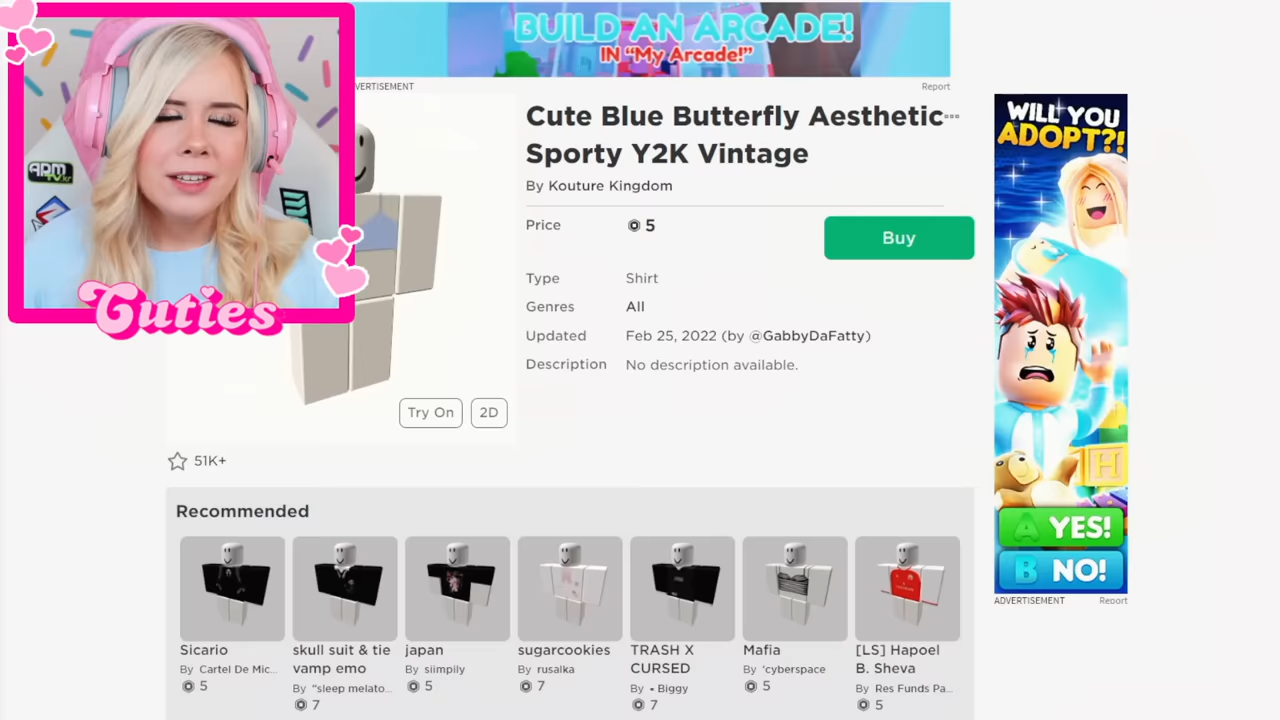 BUILD AN ARCADE!
IN "My Arcade!"
VERTISEMENT
Report
Cute Blue Butterfly Aesthetic
Sporty Y2K Vintage
By Kouture Kingdom
Price 5
Buy
Type Shirt
Genres All
Updated Feb 25, 2022 (by @GabbyDaFatty)
Description No description available.
Try On 2D
51K+
Cuties
WILL YOU
ADOPT?!
A YES!
B NO!
ADVERTISEMENT Report
Recommended
Sicario
By Cartel De Mic...
5
skull suit & tie
vamp emo
By "sleep melato...
7
japan
By siimpily
5
sugarcookies
By rusalka
7
TRASH X
CURSED
By • Biggy
7
Mafia
By 'cyberspace
5
[LS] Hapoel
B. Sheva
By Res Funds Pa...
5